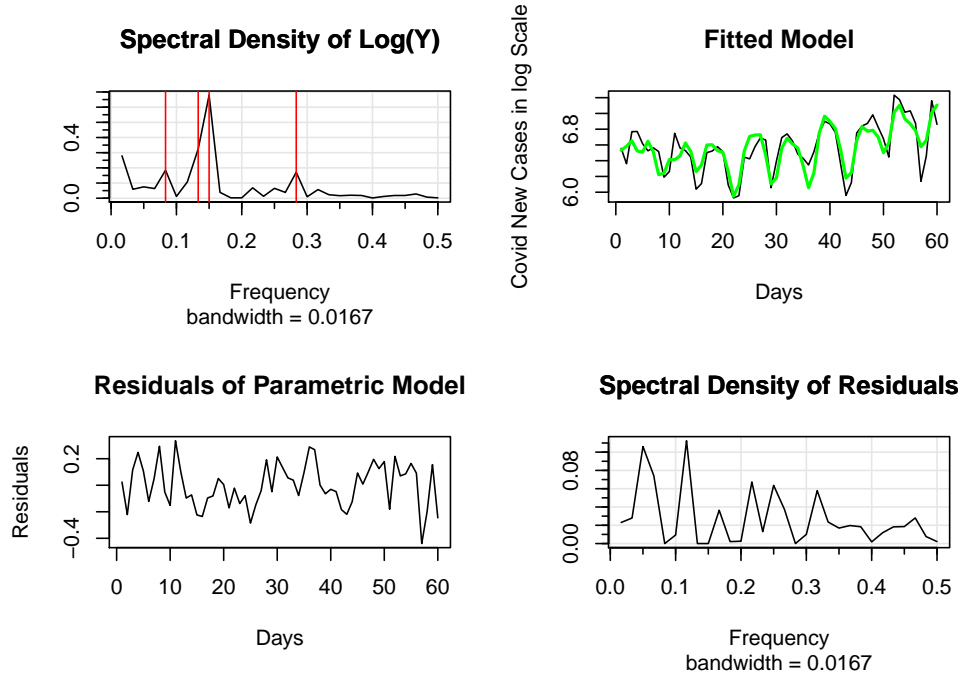 Spectral Density of Log(Y)
0.4
0.0
0.0 0.1 0.2 0.3 0.4 0.5
Frequency
bandwidth = 0.0167
Fitted Model
Covid New Cases in log Scale
6.8
6.0
0 10 20 30 40 50 60
Days
Residuals of Parametric Model
Residuals
0.2
−0.4
0 10 20 30 40 50 60
Days
Spectral Density of Residuals
0.08
0.00
0.0 0.1 0.2 0.3 0.4 0.5
Frequency
bandwidth = 0.0167